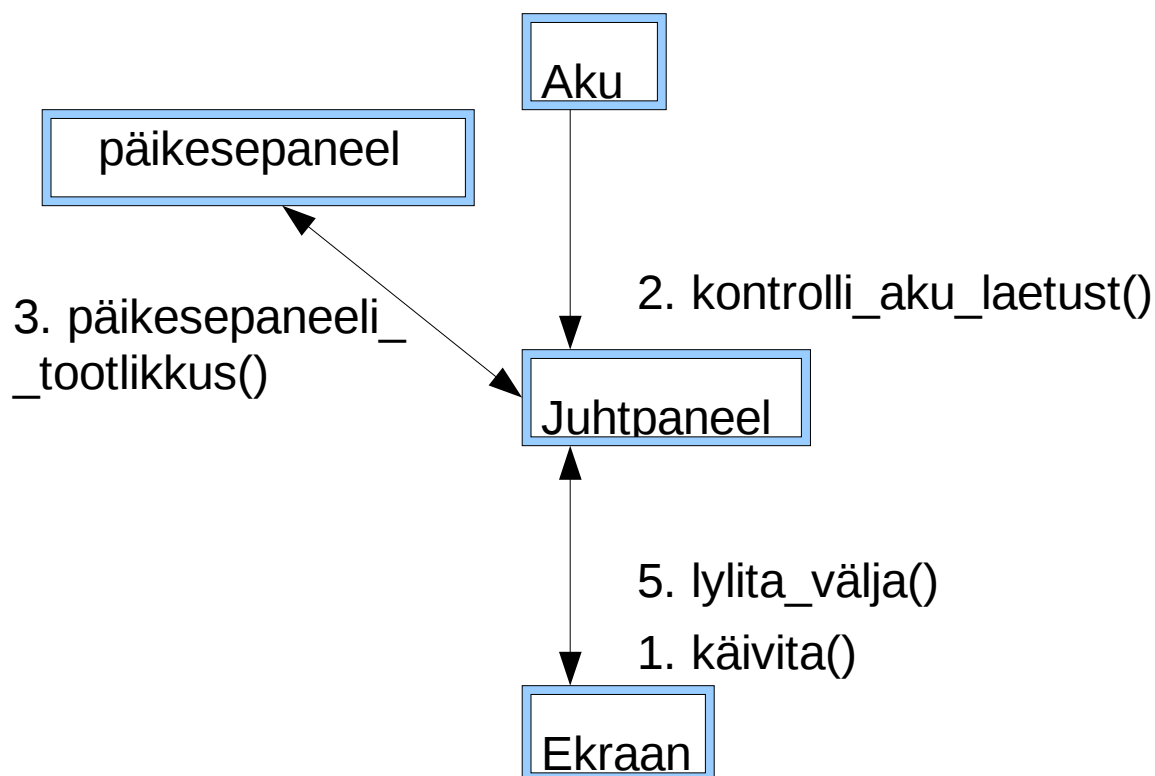 Aku
päikesepaneel
2. kontrolli_aku_laetust()
3. päikesepaneeli_
_tootlikkus()
Juhtpaneel
5. lylita_välja()
1. käivita()
Ekraan